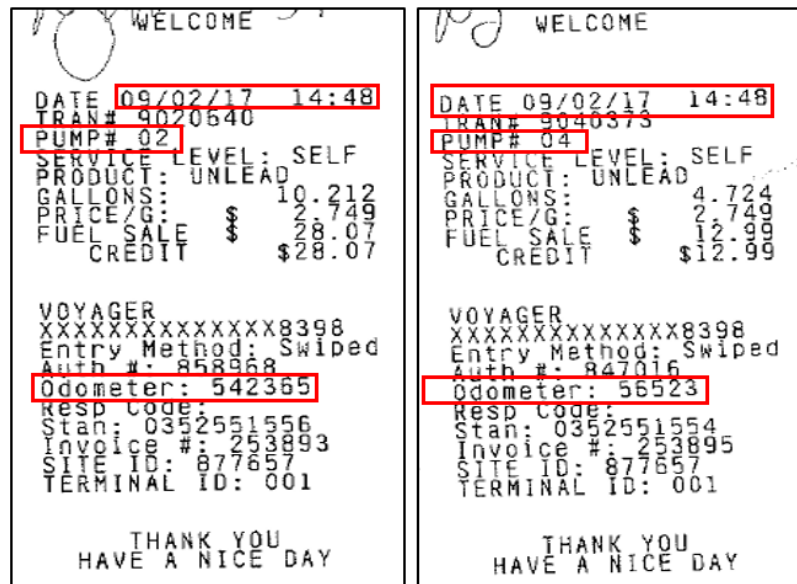 WELCOME
DATE 09/02/17 14:48
TRAN# 9020640
PUMP# 02
SERVICE LEVEL: SELF
PRODUCT: UNLEAD
GALLONS: 10.212
PRICE/G: $ 2.749
FUEL SALE $ 28.07
CREDIT $28.07
VOYAGER
XXXXXXXXXXXXXXX8398
Entry Method: Swiped
Auth #: 858968
Odometer: 542365
Resp Code:
Stan: 0352551556
Invoice #: 253893
SITE ID: 877657
TERMINAL ID: 001
THANK YOU
HAVE A NICE DAY
WELCOME
DATE 09/02/17 14:48
TRAN# 9040373
PUMP# 04
SERVICE LEVEL: SELF
PRODUCT: UNLEAD
GALLONS: 4.724
PRICE/G: $ 2.749
FUEL SALE $ 12.99
CREDIT $12.99
VOYAGER
XXXXXXXXXXXXXXX8398
Entry Method: Swiped
Auth #: 847016
Odometer: 56523
Resp Code:
Stan: 0352551554
Invoice #: 253895
SITE ID: 877657
TERMINAL ID: 001
THANK YOU
HAVE A NICE DAY